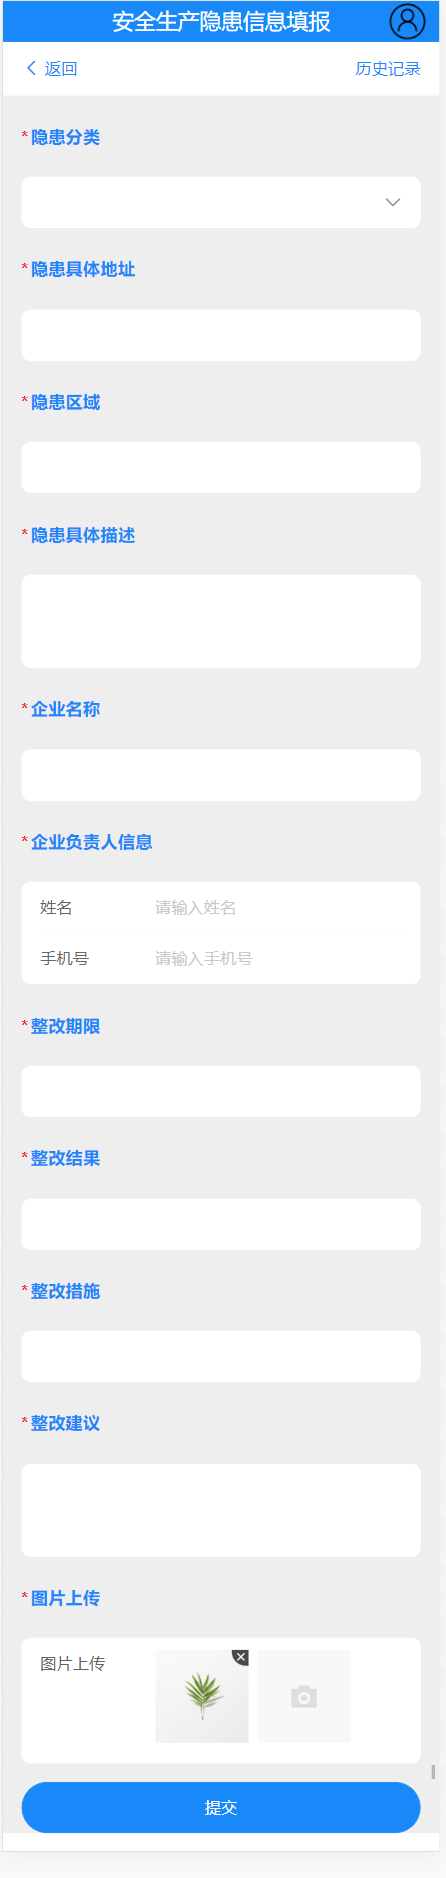 安全生产隐患信息填报
返回 历史记录
*隐患分类
*隐患具体地址
*隐患区域
*隐患具体描述
*企业名称
*企业负责人信息
姓名 请输入姓名
手机号 请输入手机号
*整改期限
*整改结果
*整改措施
*整改建议
*图片上传
图片上传
提交